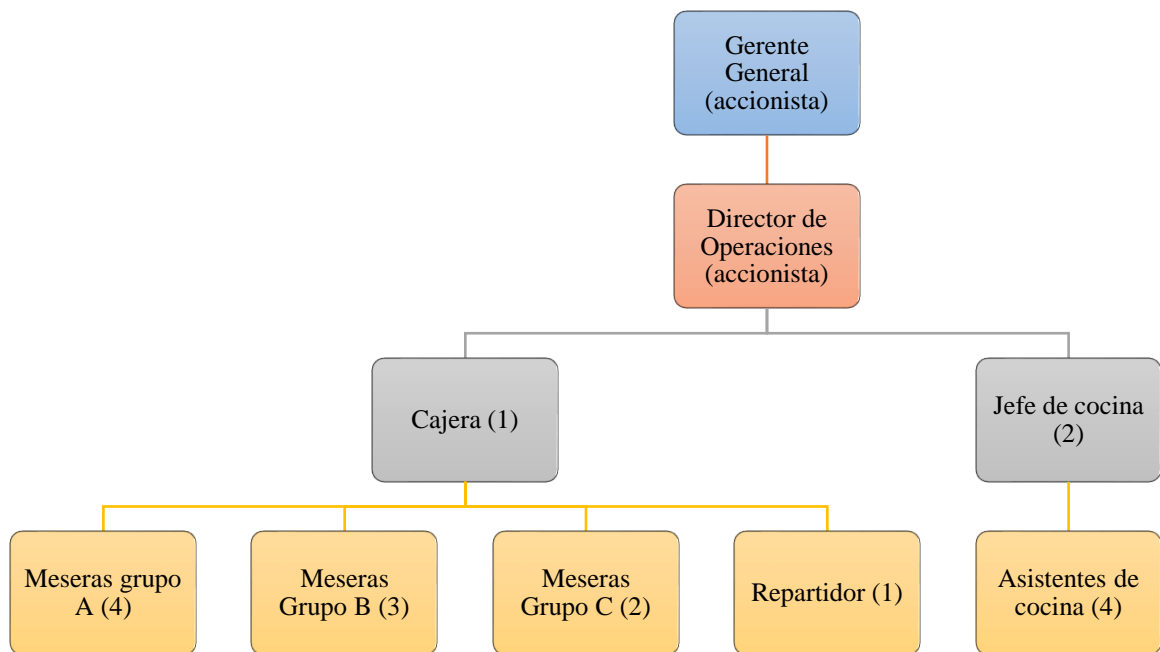 Gerente
General
(accionista)
Director de
Operaciones
(accionista)
Cajera (1)
Jefe de cocina
(2)
Meseras grupo
A (4)
Meseras
Grupo B (3)
Meseras
Grupo C (2)
Repartidor (1)
Asistentes de
cocina (4)